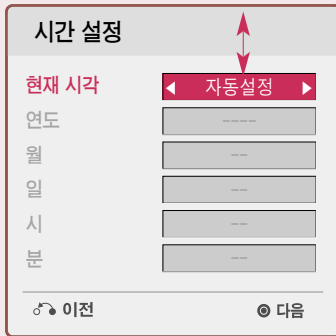 시간 설정
현재 시각 ◀ 자동설정 ▶
연도 ----
월 --
일 --
시 --
분 --
이전 ◉ 다음